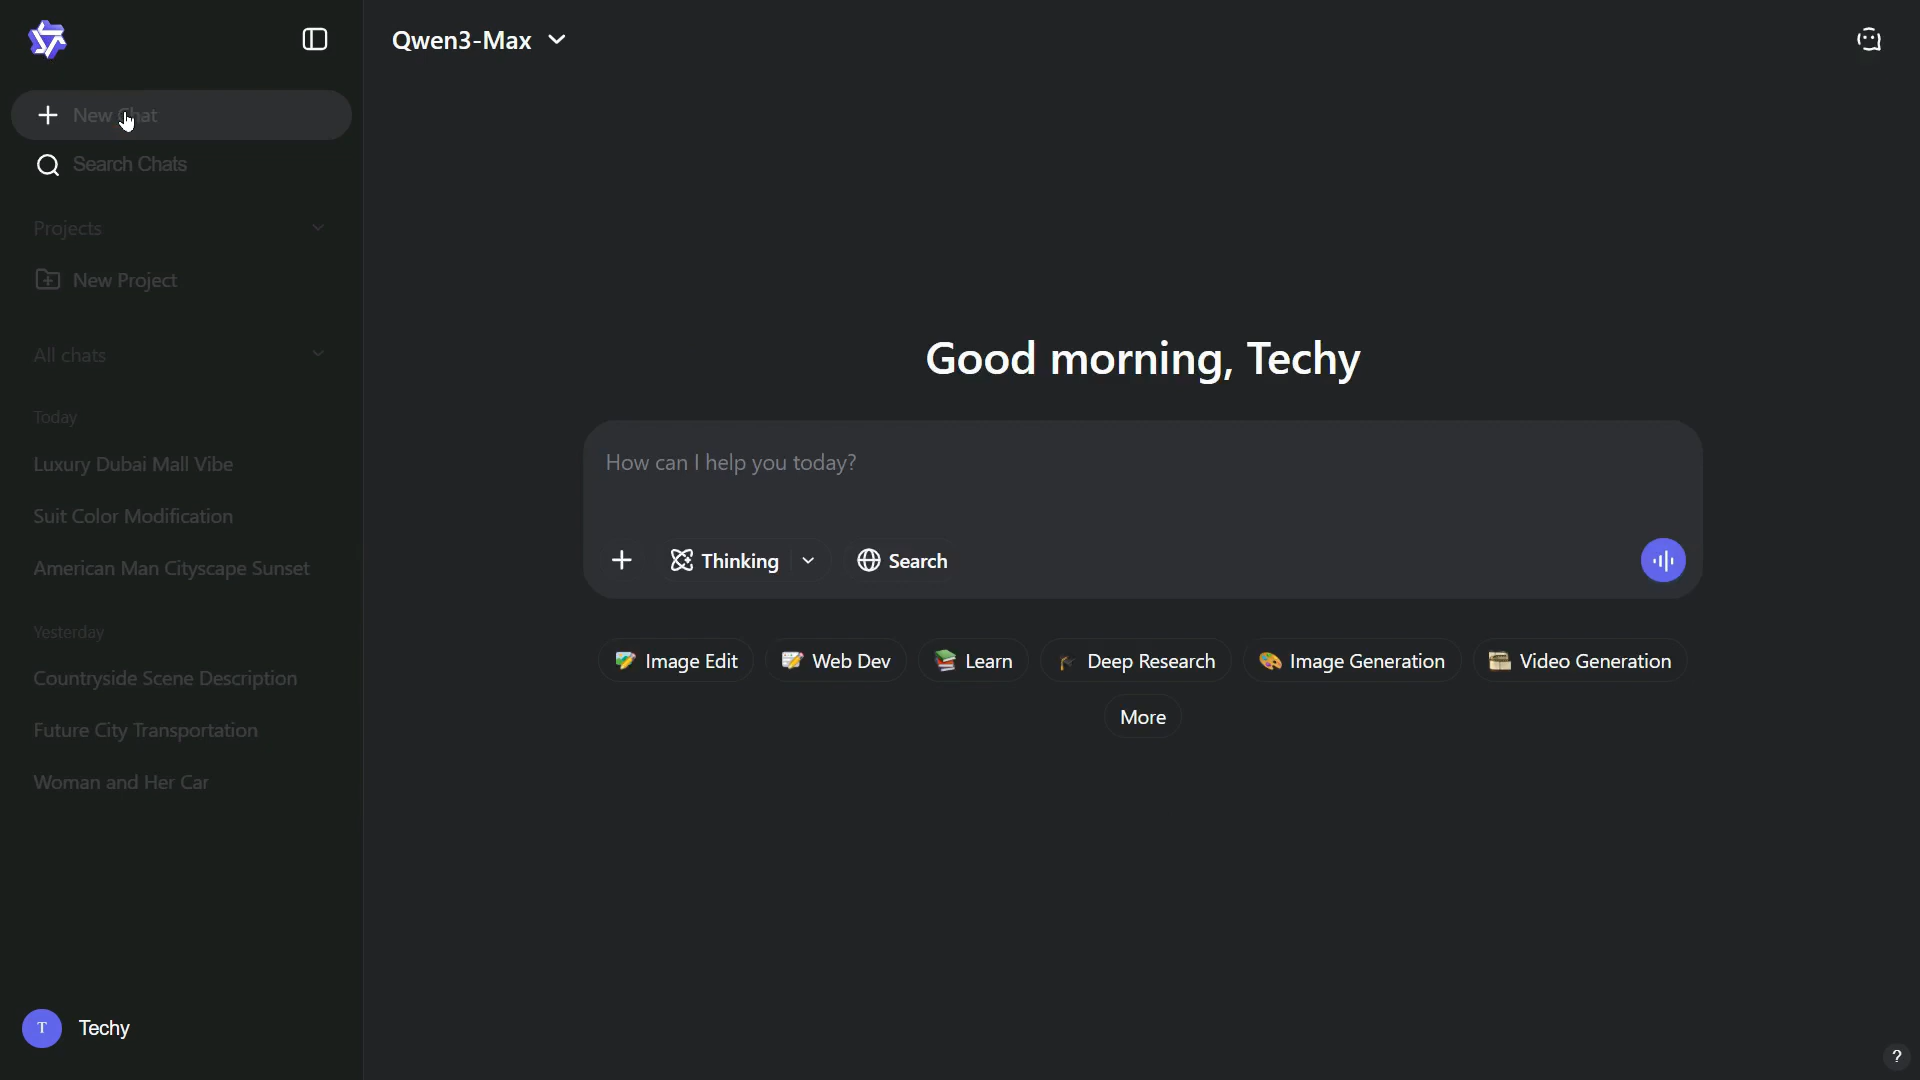 Qwen3-Max
New Chat
Search Chats
Projects
New Project
All chats
Today
Luxury Dubai Mall Vibe
Suit Color Modification
American Man Cityscape Sunset
Yesterday
Countryside Scene Description
Future City Transportation
Woman and Her Car
T Techy
Good morning, Techy
How can I help you today?
Thinking Search
Image Edit Web Dev Learn Deep Research Image Generation Video Generation
More
?